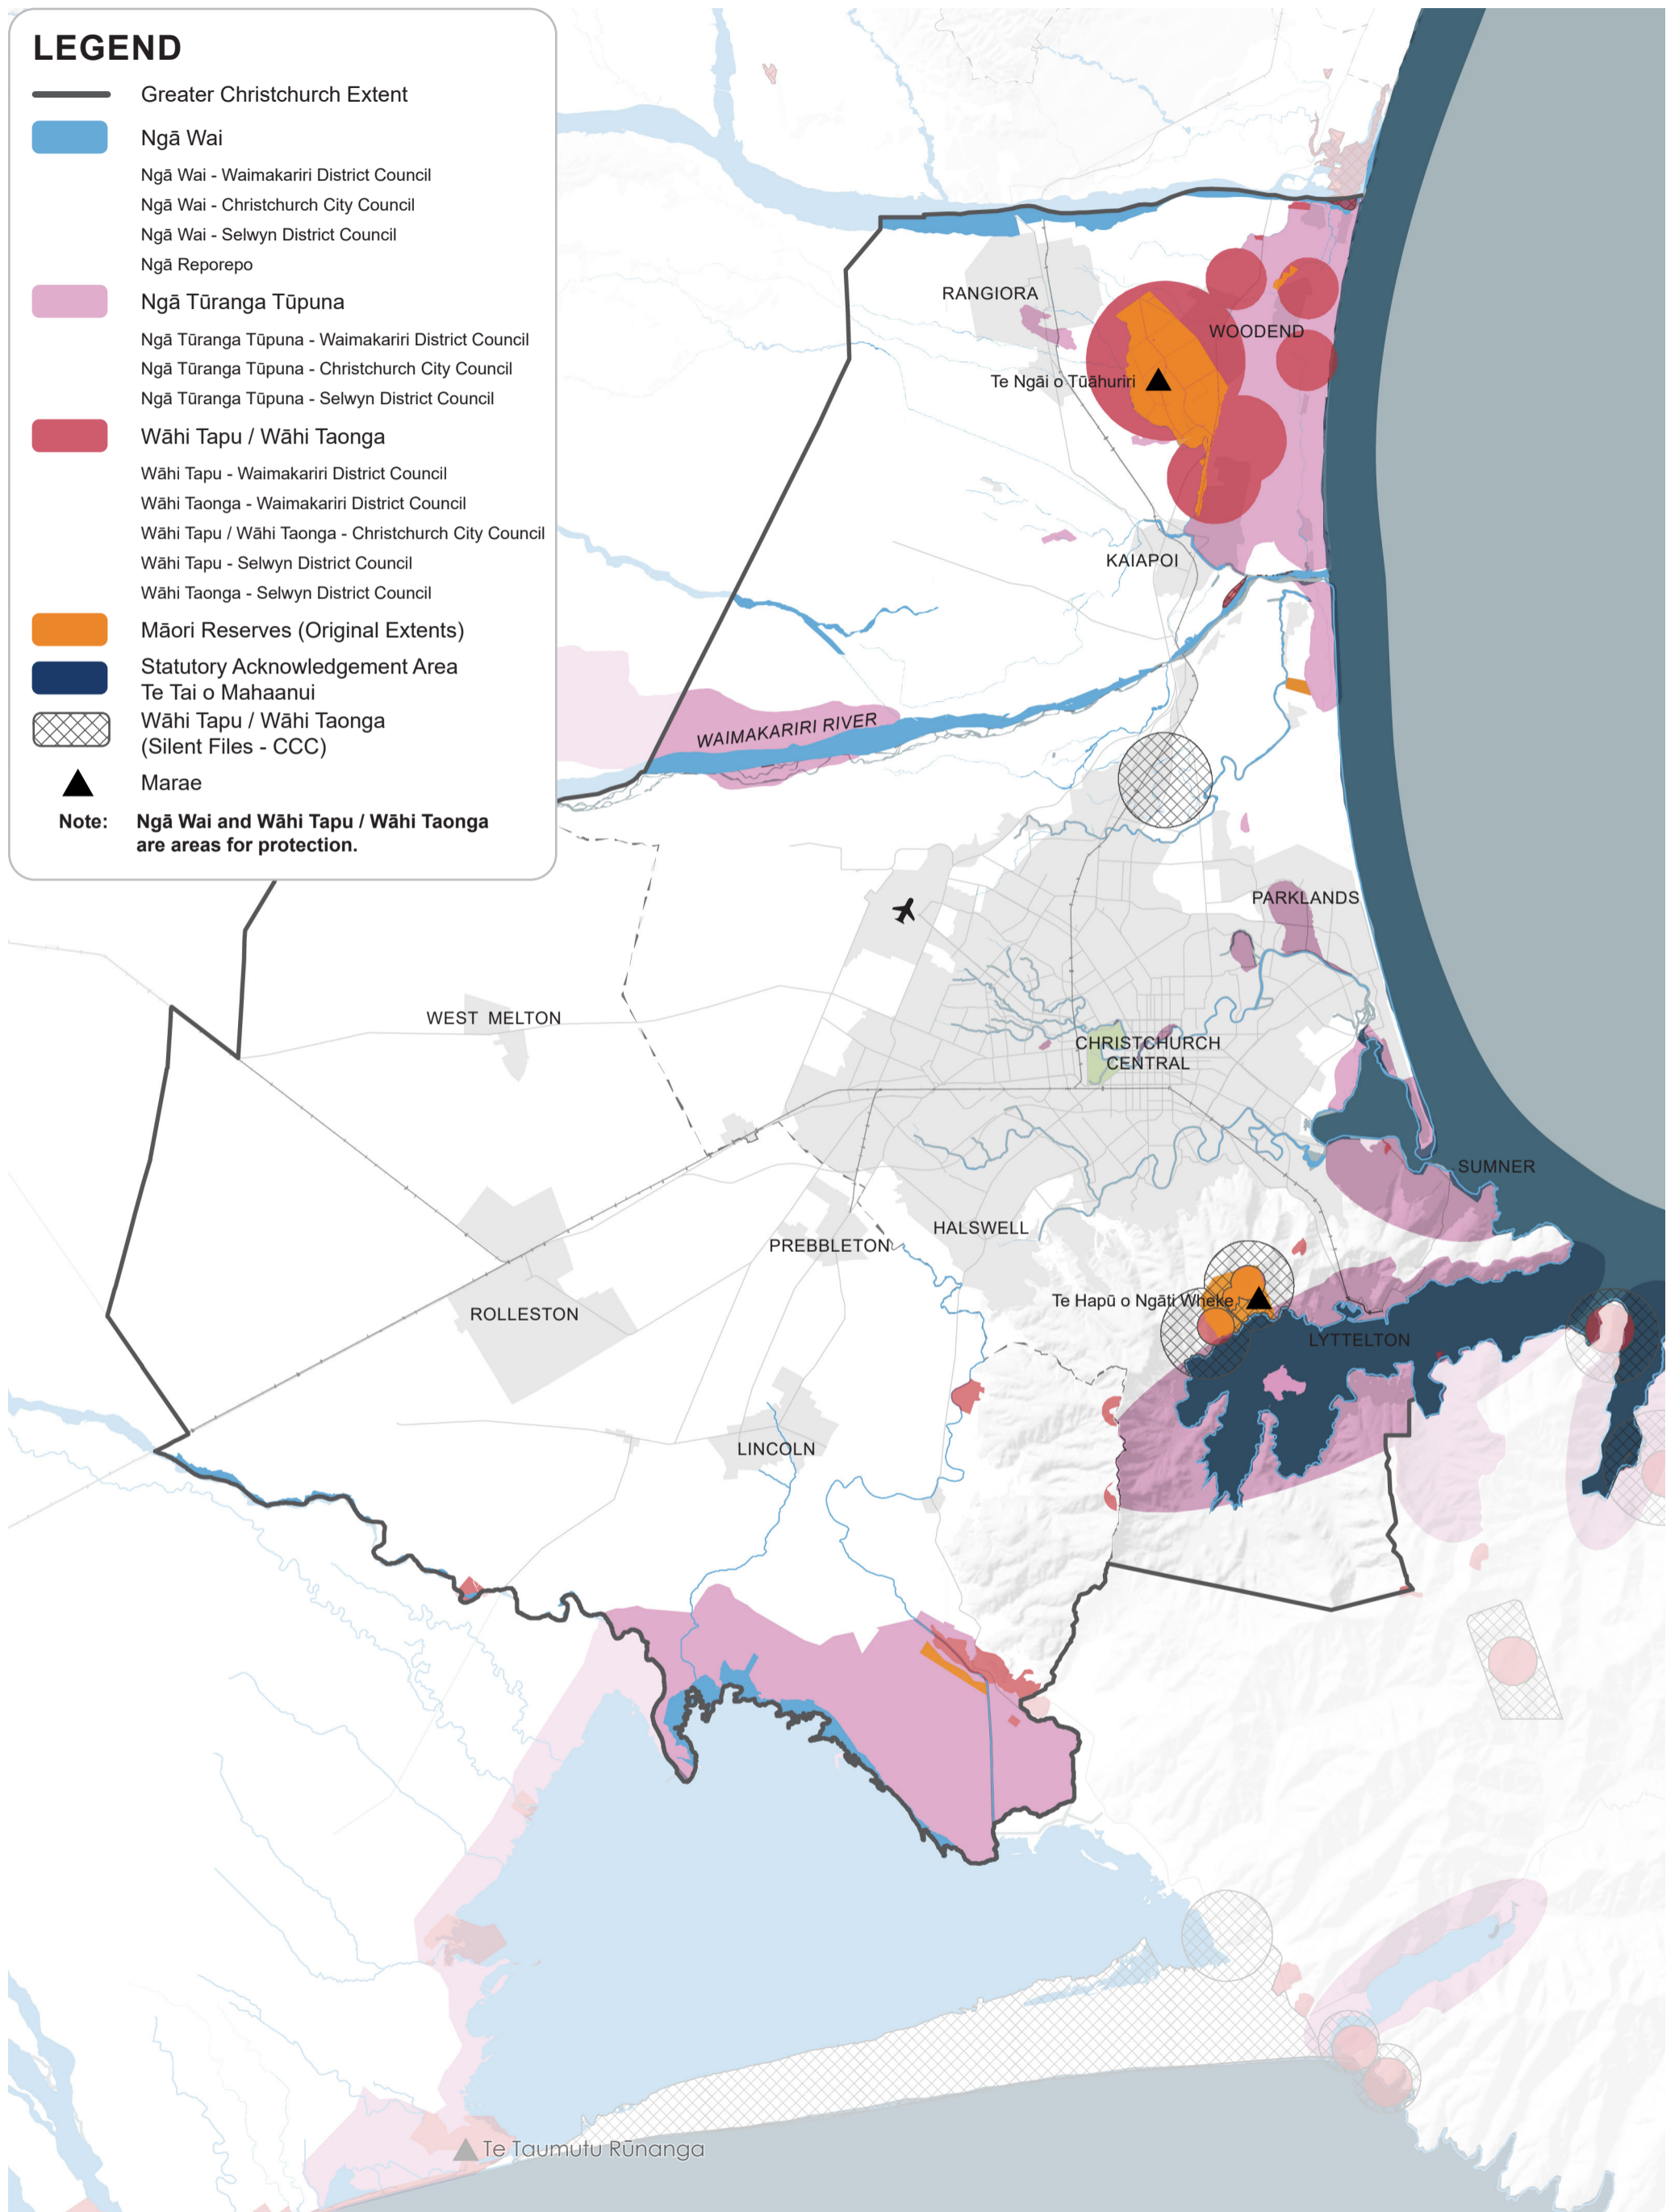 LEGEND
Greater Christchurch Extent
Ngā Wai
Ngā Wai - Waimakariri District Council
Ngā Wai - Christchurch City Council
Ngā Wai - Selwyn District Council
Ngā Reporepo
Ngā Tūranga Tūpuna
Ngā Tūranga Tūpuna - Waimakariri District Council
Ngā Tūranga Tūpuna - Christchurch City Council
Ngā Tūranga Tūpuna - Selwyn District Council
Wāhi Tapu / Wāhi Taonga
Wāhi Tapu - Waimakariri District Council
Wāhi Taonga - Waimakariri District Council
Wāhi Tapu / Wāhi Taonga - Christchurch City Council
Wāhi Tapu - Selwyn District Council
Wāhi Taonga - Selwyn District Council
Māori Reserves (Original Extents)
Statutory Acknowledgement Area
Te Tai o Mahaanui
Wāhi Tapu / Wāhi Taonga
(Silent Files - CCC)
Marae
Note: Ngā Wai and Wāhi Tapu / Wāhi Taonga
are areas for protection.
RANGIORA
WOODEND
Te Ngāi o Tūāhuriri
KAIAPOI
WAIMAKARIRI RIVER
PARKLANDS
WEST MELTON
CHRISTCHURCH
CENTRAL
SUMNER
HALSWELL
PREBBLETON
Te Hapū o Ngāti Wheke
ROLLESTON
LYTTELTON
LINCOLN
Te Taumutu Rūnanga